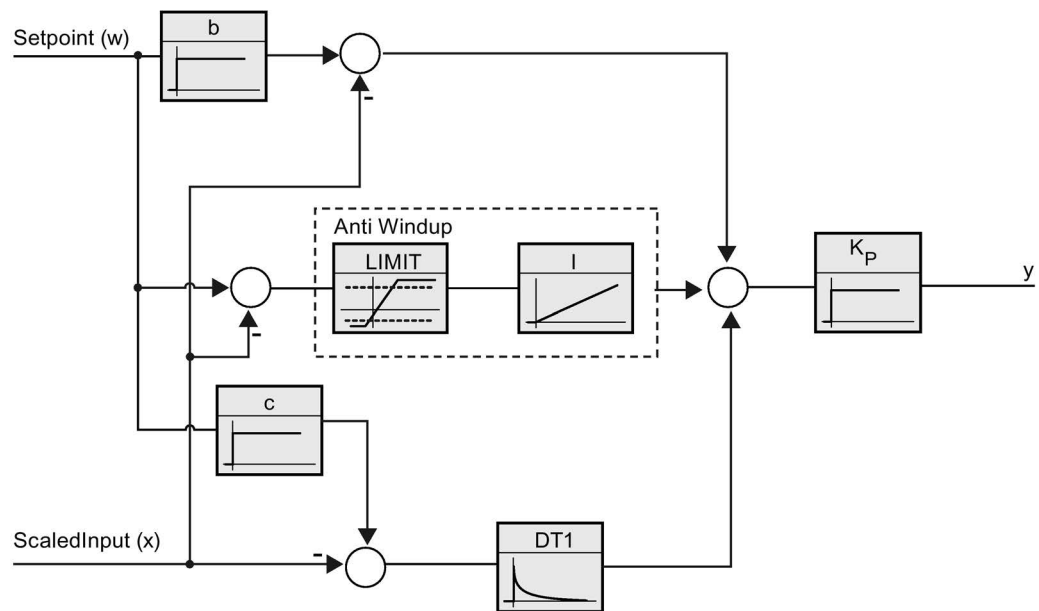 b
Setpoint (w)
-
Anti Windup
LIMIT
I
K_P
y
-
c
ScaledInput (x)
-
DT1